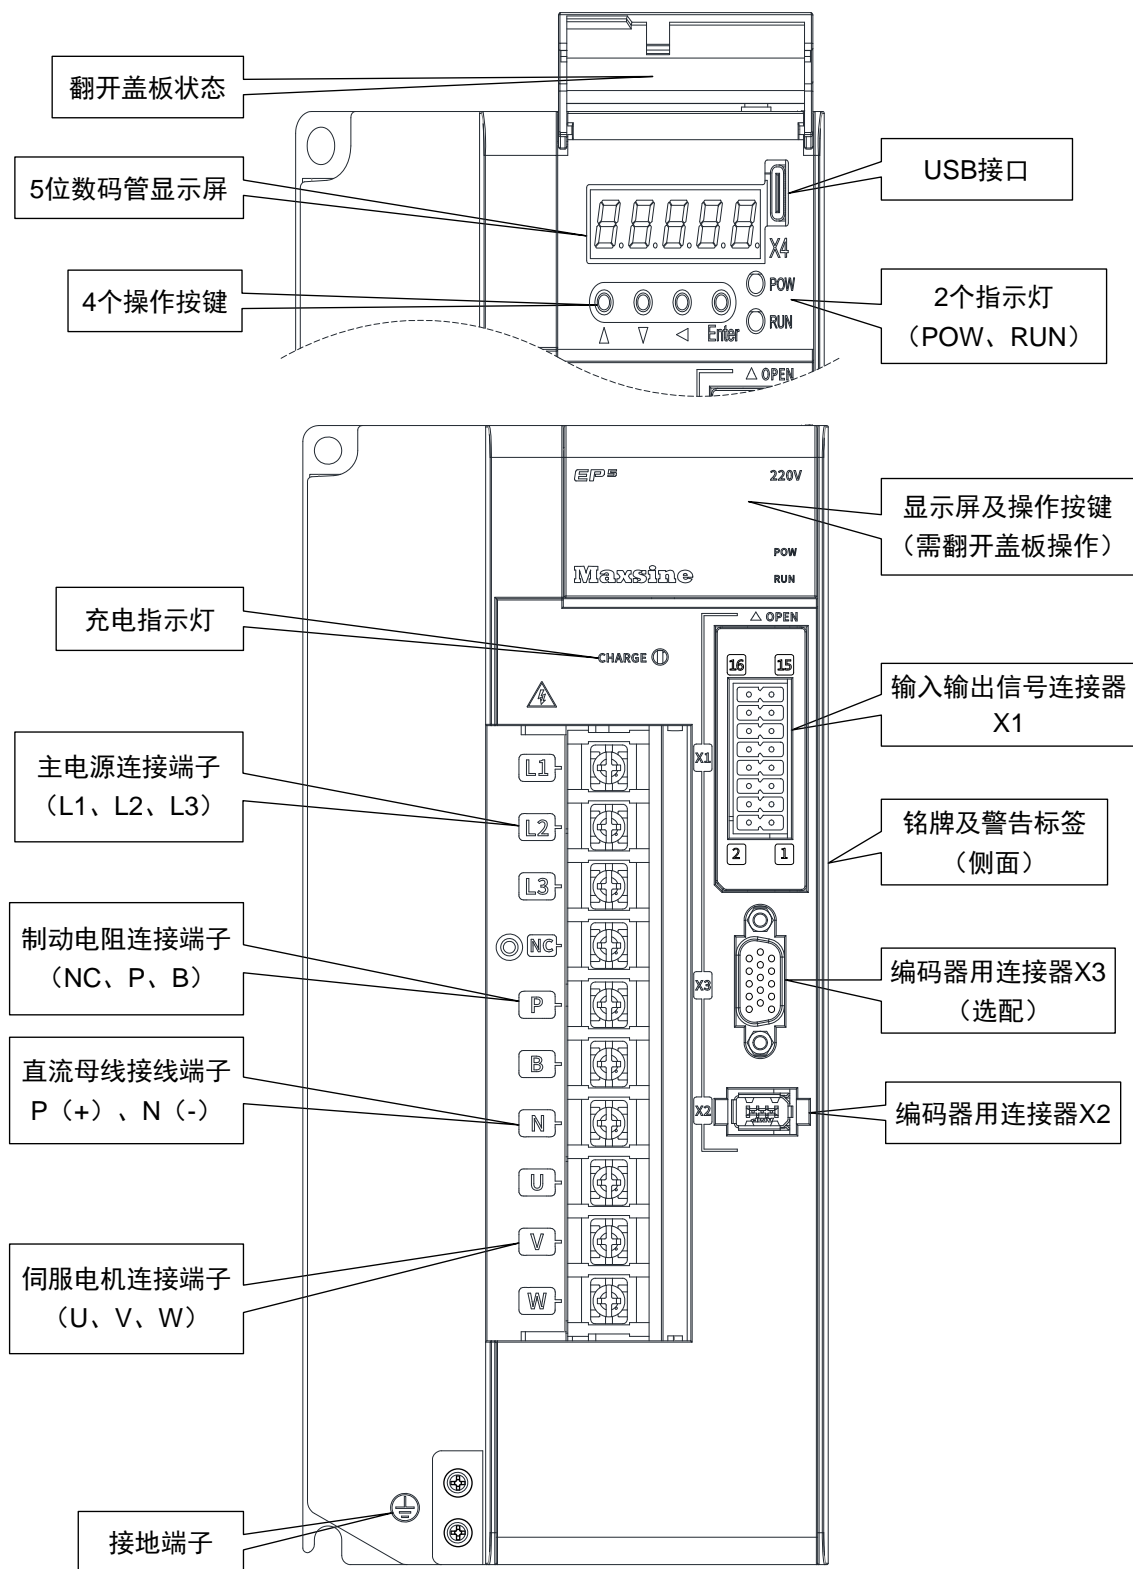 翻开盖板状态
5位数码管显示屏
USB接口
X4
4个操作按键
POW
RUN
Enter
2个指示灯
（POW、RUN）
△ OPEN
EP5
220V
显示屏及操作按键
（需翻开盖板操作）
POW
Maxsine
RUN
充电指示灯
△ OPEN
CHARGE
16
15
输入输出信号连接器
X1
主电源连接端子
（L1、L2、L3）
L1
X1
L2
铭牌及警告标签
（侧面）
2
1
L3
制动电阻连接端子
（NC、P、B）
NC
P
X3
编码器用连接器X3
（选配）
B
直流母线接线端子
P（+）、N（-）
N
X2
编码器用连接器X2
U
V
伺服电机连接端子
（U、V、W）
W
接地端子